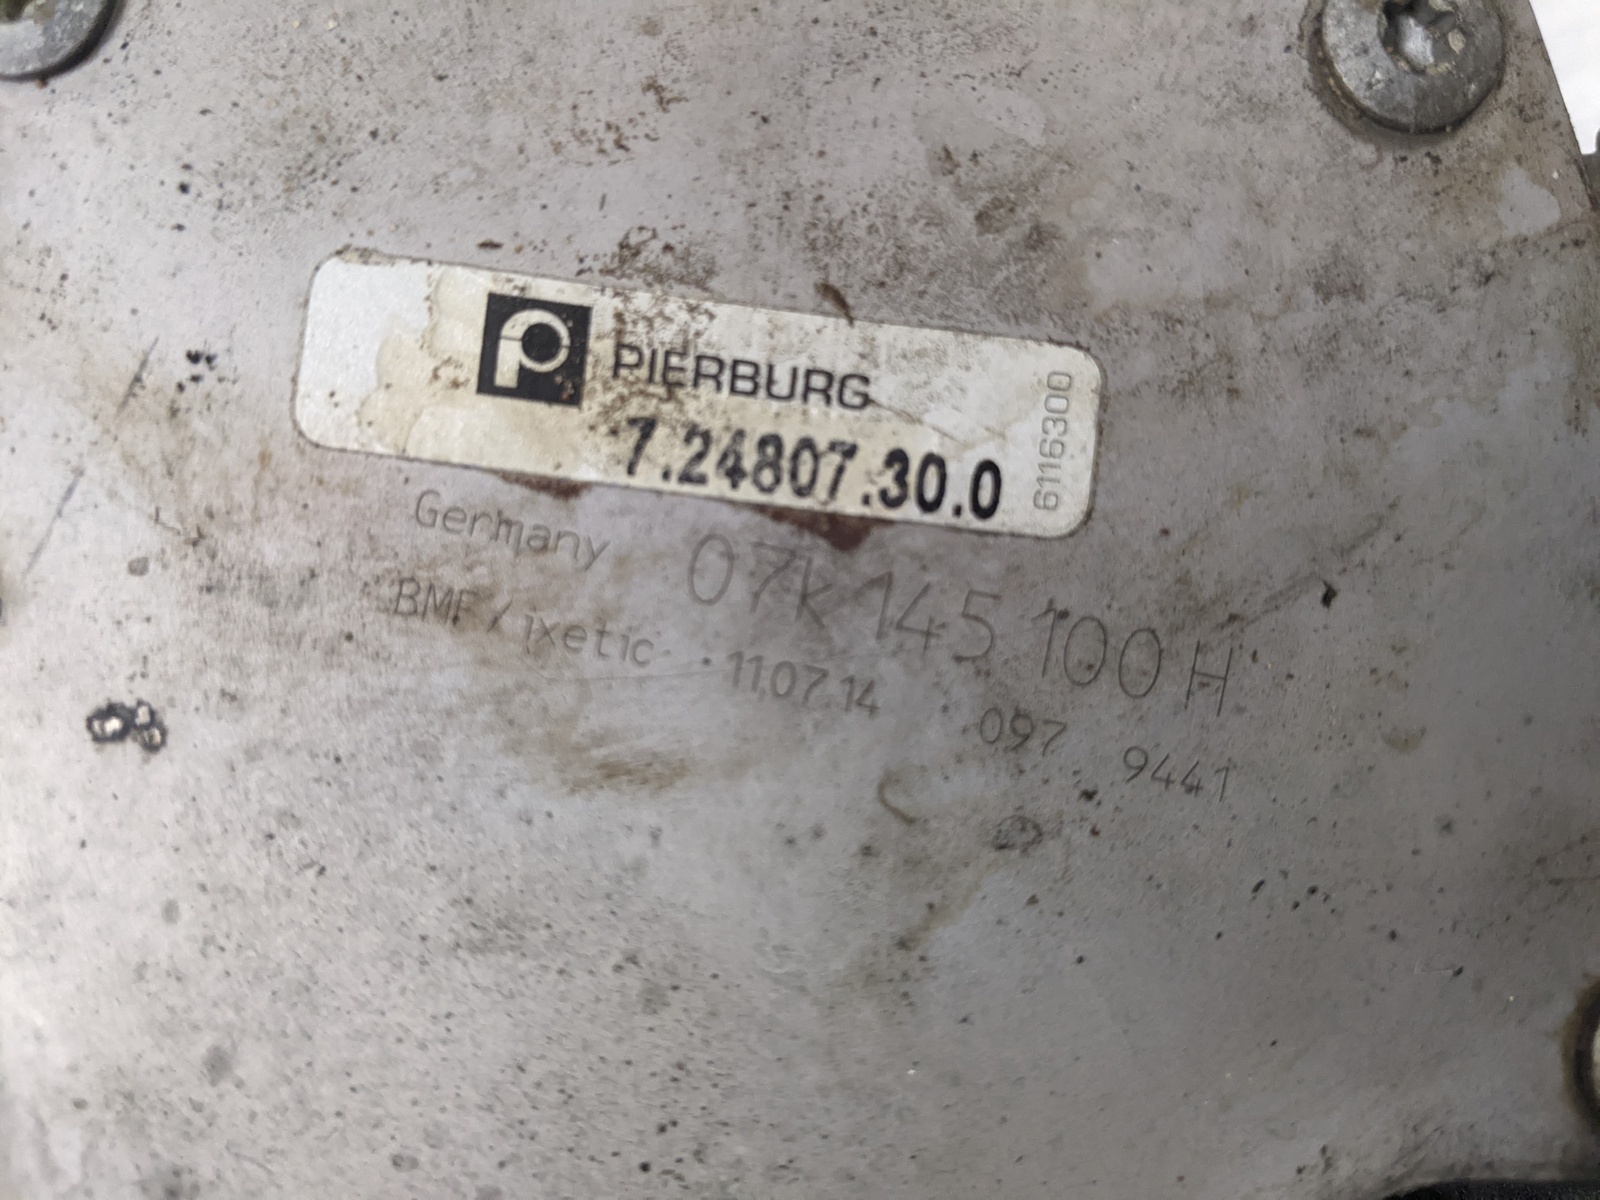 PIERBURG
7.24807.30.0
6116300
Germany 07k 145 100 H
BMF / ixetic 11.07.14 097 9441